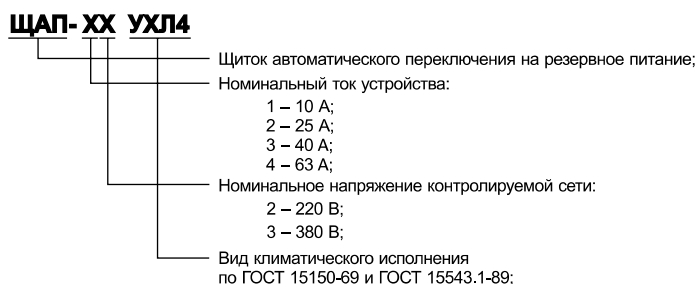 ЩАП- ХХ УХЛ4
Щиток автоматического переключения на резервное питание;
Номинальный ток устройства:
1 – 10 А;
2 – 25 А;
3 – 40 А;
4 – 63 А;
Номинальное напряжение контролируемой сети:
2 – 220 В;
3 – 380 В;
Вид климатического исполнения
по ГОСТ 15150-69 и ГОСТ 15543.1-89;